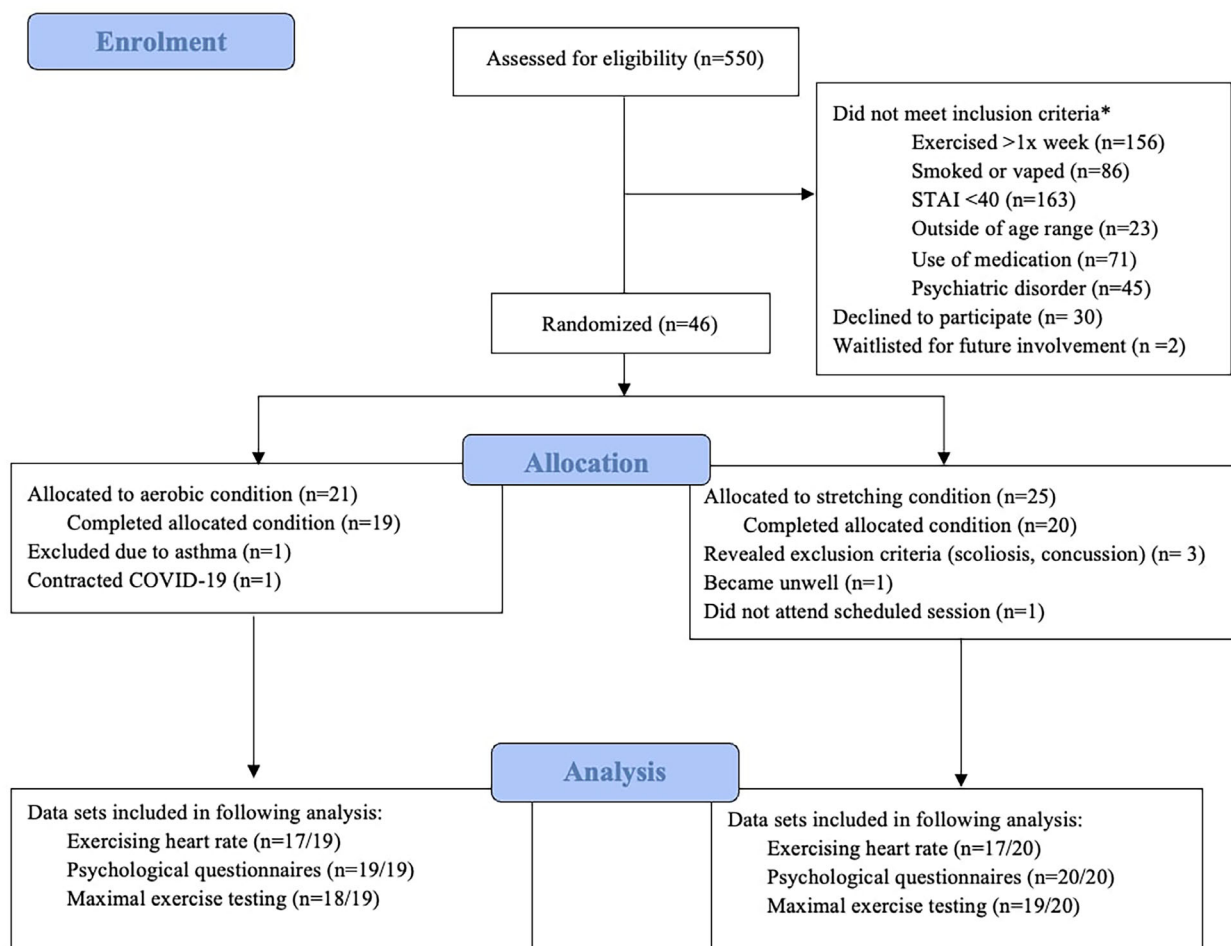 Enrolment
Assessed for eligibility (n=550)
Did not meet inclusion criteria*
Exercised >1x week (n=156)
Smoked or vaped (n=86)
STAI <40 (n=163)
Outside of age range (n=23)
Use of medication (n=71)
Psychiatric disorder (n=45)
Declined to participate (n= 30)
Waitlisted for future involvement (n =2)
Randomized (n=46)
Allocation
Allocated to aerobic condition (n=21)
Completed allocated condition (n=19)
Excluded due to asthma (n=1)
Contracted COVID-19 (n=1)
Allocated to stretching condition (n=25)
Completed allocated condition (n=20)
Revealed exclusion criteria (scoliosis, concussion) (n= 3)
Became unwell (n=1)
Did not attend scheduled session (n=1)
Analysis
Data sets included in following analysis:
Exercising heart rate (n=17/19)
Psychological questionnaires (n=19/19)
Maximal exercise testing (n=18/19)
Data sets included in following analysis:
Exercising heart rate (n=17/20)
Psychological questionnaires (n=20/20)
Maximal exercise testing (n=19/20)